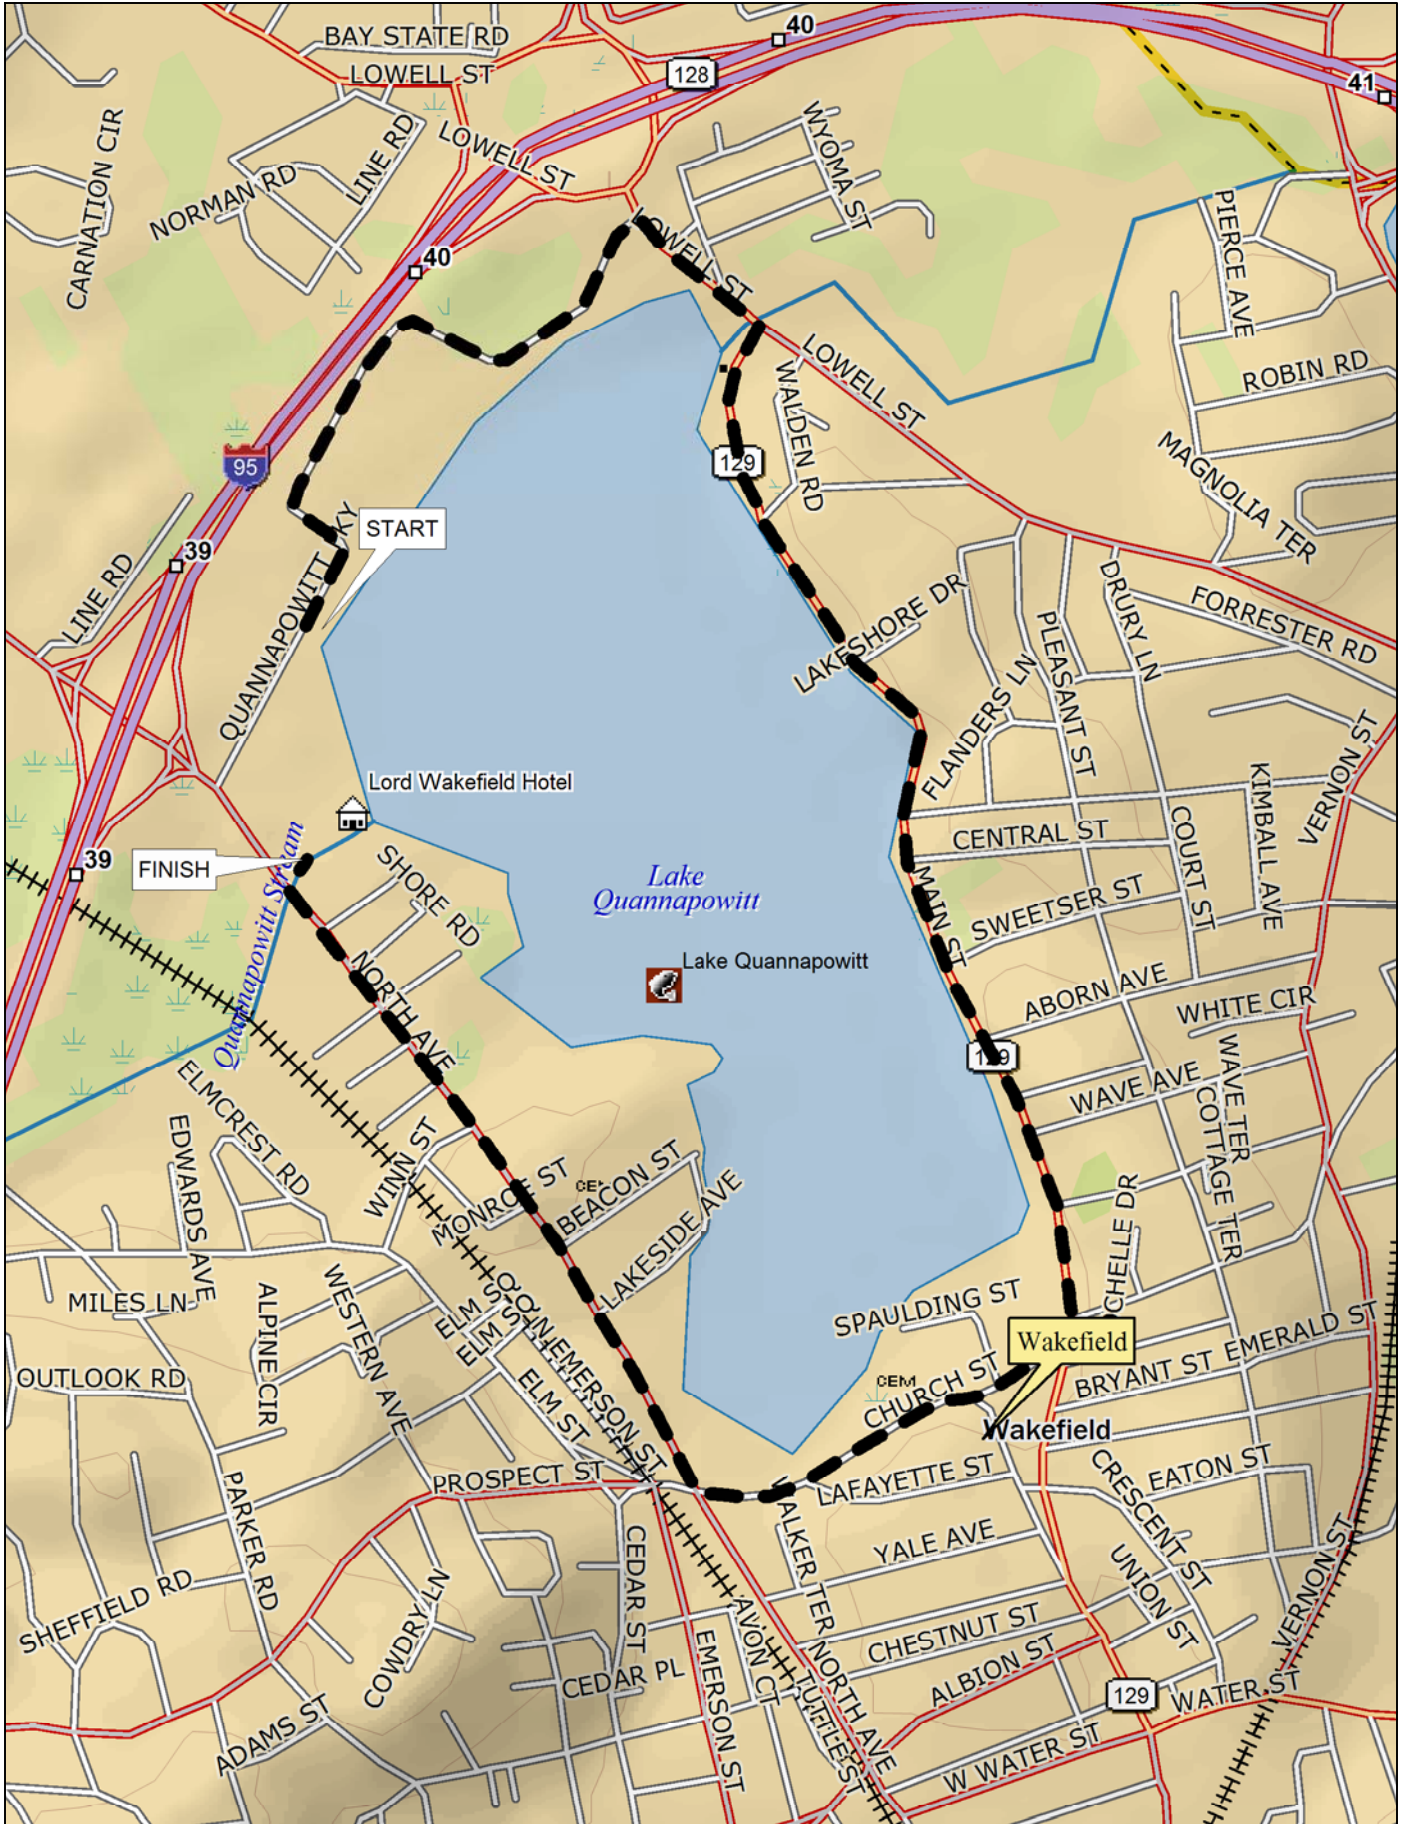 BAY STATE RD
LOWELL ST
40
128
41
CARNATION CIR
NORMAN RD
LINE RD
LOWELL ST
WYOMA ST
PIERCE AVE
40
LOWELL ST
LOWELL ST
WALDEN RD
ROBIN RD
95
129
MAGNOLIA TER
START
QUANNAPOWITT
KY
39
LINE RD
LAKESHORE DR
DRURY LN
FORRESTER RD
PLEASANT ST
FLANDERS LN
VERNON ST
Lord Wakefield Hotel
KIMBALL AVE
COURT ST
CENTRAL ST
39
FINISH
Quannapowitt Stream
SHORE RD
Lake
Quannapowitt
MAIN ST
SWEETSER ST
Lake Quannapowitt
NORTH AVE
ABORN AVE
WHITE CIR
129
WAVE AVE
WAVE TER
COTTAGE TER
ELMCREST RD
EDWARDS AVE
WINN ST
MONROE ST
BEACON ST
LAKESIDE AVE
CHELLE DR
MILES LN
ALPINE CIR
WESTERN AVE
ELM ST
ELM ST
EMERSON ST
SPAULDING ST
Wakefield
EMERALD ST
BRYANT ST
OUTLOOK RD
ELM ST
CEM
CHURCH ST
Wakefield
PROSPECT ST
LAFAYETTE ST
CRESCENT ST
EATON ST
PARKER RD
WALKER TER
YALE AVE
UNION ST
VERNON ST
SHEFFIELD RD
COWDRY LN
CEDAR ST
AVON CT
CHESTNUT ST
CEDAR PL
EMERSON ST
NORTH AVE
TUTTLE ST
ALBION ST
129
WATER ST
ADAMS ST
W WATER ST